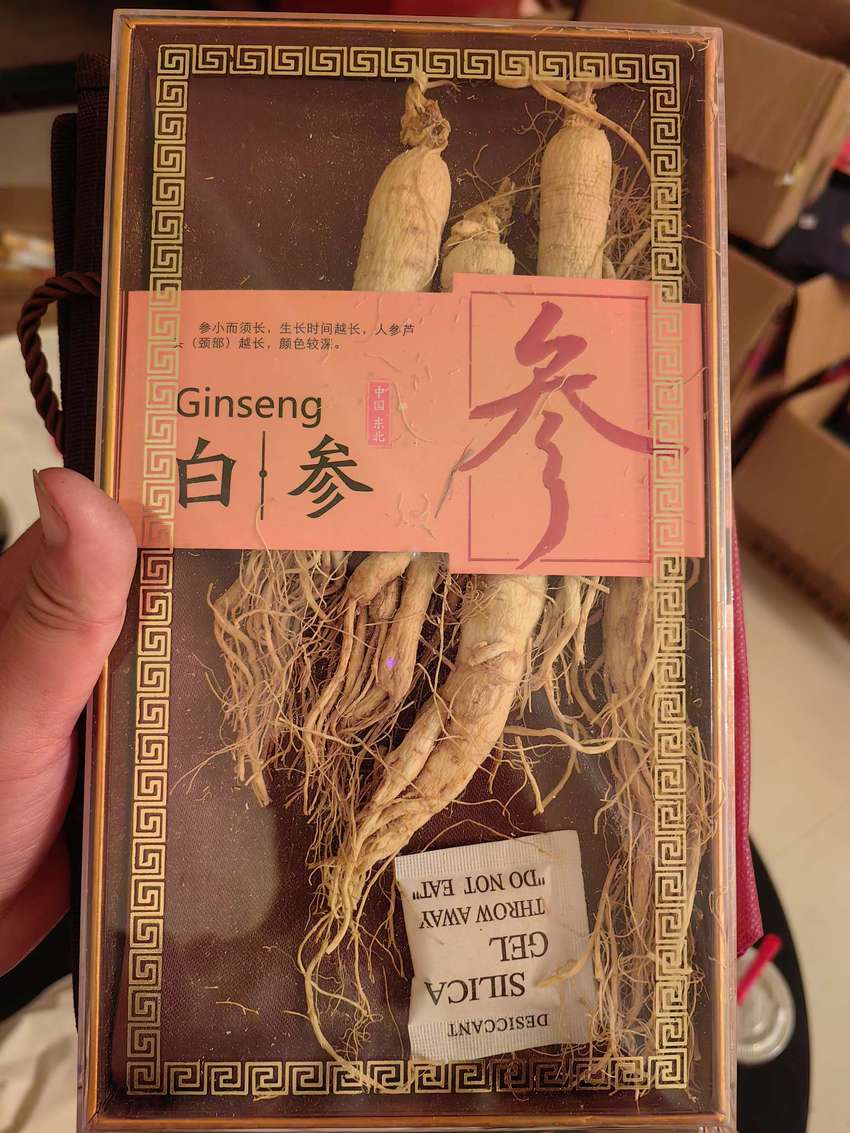 参小而须长，生长时间越长，人参芦
头（颈部）越长，颜色较深。
Ginseng
中国 东北
白参
参
DESICCANT
SILICA
GEL
THROW AWAY
"DO NOT EAT"